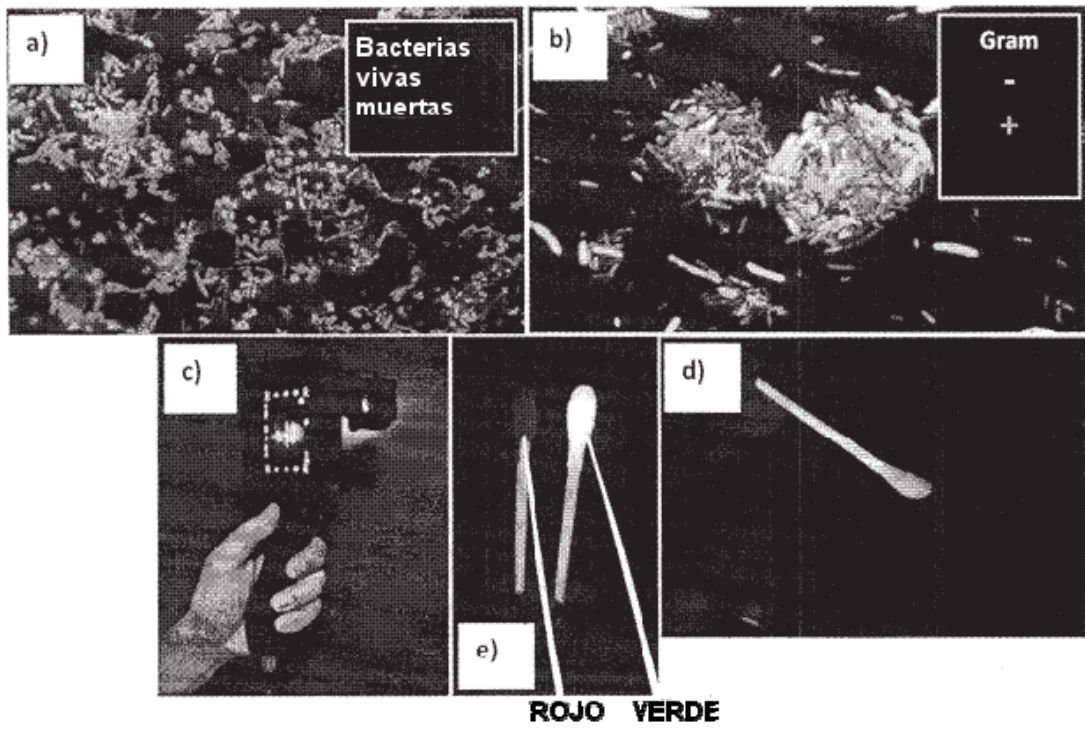 a)
Bacterias
vivas
muertas
b)
Gram
-
+
c)
e)
d)
ROJO VERDE